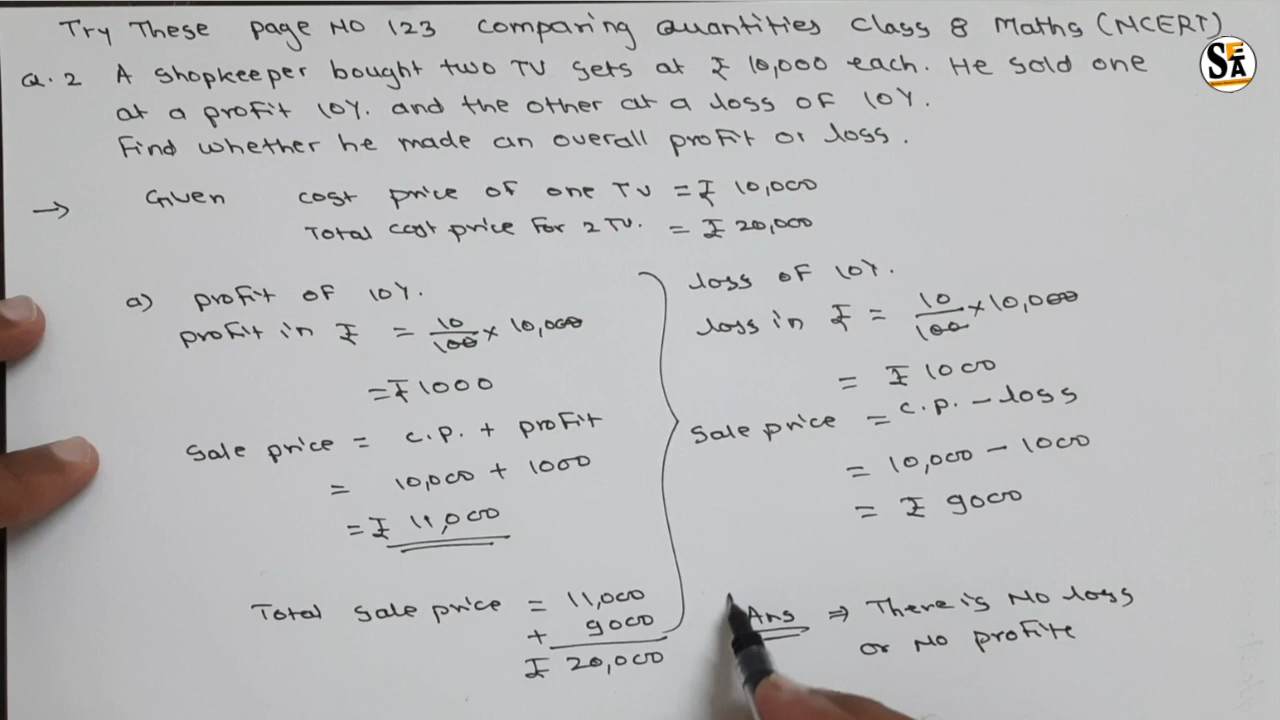 Try These page No 123 Comparing Quantities Class 8 Maths (NCERT)
Q.2 A shopkeeper bought two TV sets at ₹ 10,000 each. He sold one
at a profit 10%. and the other at a loss of 10%.
Find whether he made an overall profit or loss.
→ Given cost price of one TV = ₹ 10,000
Total cost price for 2 TV. = ₹ 20,000
a) profit of 10%.
profit in ₹ = 10/100 × 10,000
= ₹ 1000
Sale price = C.P. + profit
= 10,000 + 1000
= ₹ 11,000
loss of 10%.
loss in ₹ = 10/100 × 10,000
= ₹ 1000
Sale price = C.P. - loss
= 10,000 - 1000
= ₹ 9000
Total sale price = 11,000
+ 9000
₹ 20,000
Ans ⇒ There is No loss
or No profite
SFA